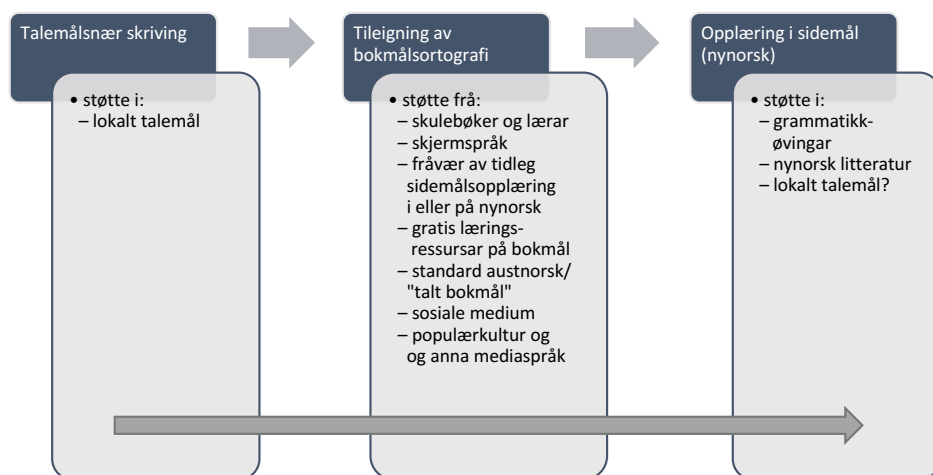 Talemålsnær skriving
• støtte i:
– lokalt talemål
Tileigning av
bokmålsortografi
• støtte frå:
– skulebøker og lærar
– skjermspråk
– fråvær av tidleg
sidemålsopplæring
i eller på nynorsk
– gratis lærings-
ressursar på bokmål
– standard austnorsk/
"talt bokmål"
– sosiale medium
– populærkultur og
og anna mediaspråk
Opplæring i sidemål
(nynorsk)
• støtte i:
– grammatikk-
øvingar
– nynorsk litteratur
– lokalt talemål?